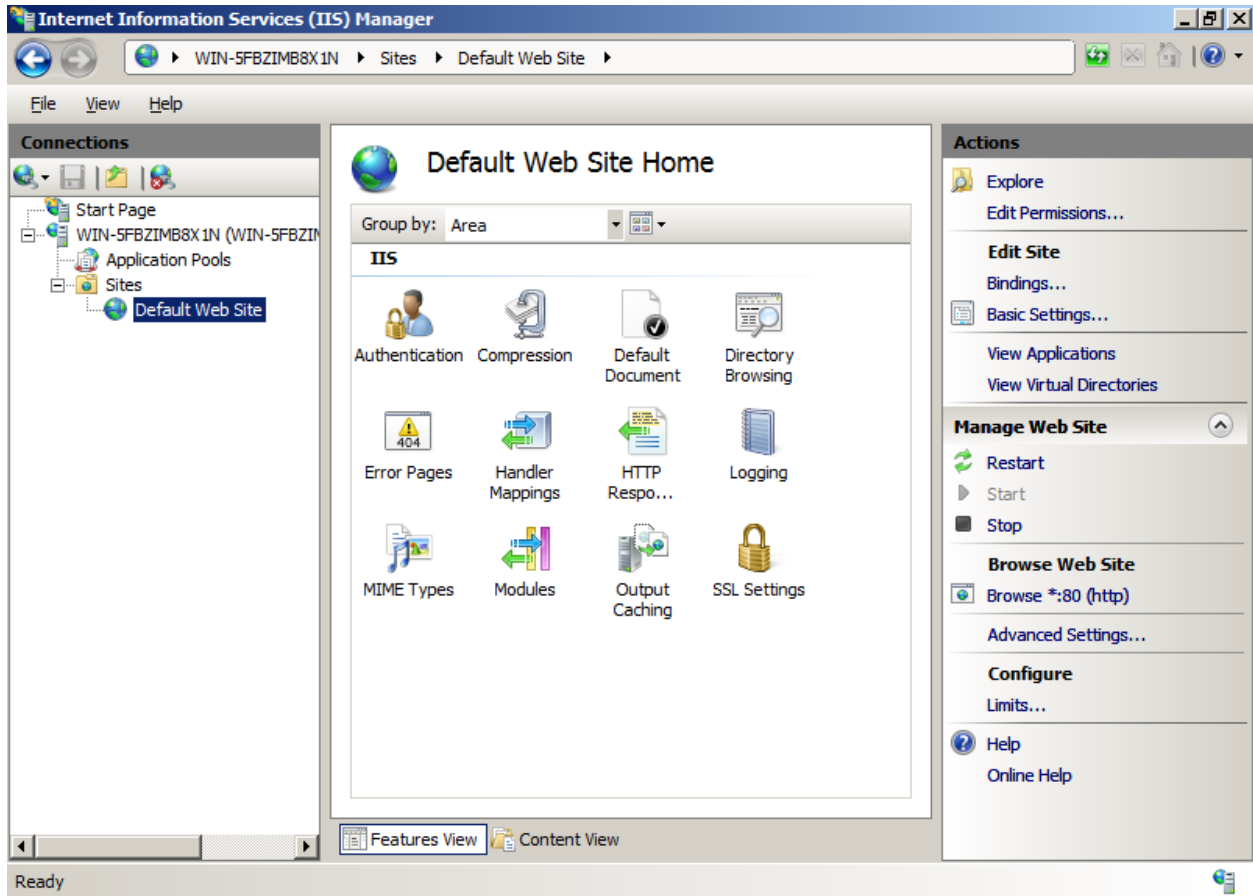 Internet Information Services (IIS) Manager
WIN-5FBZIMB8X1N Sites Default Web Site
File View Help
Connections
Start Page
WIN-5FBZIMB8X1N (WIN-5FBZIM
Application Pools
Sites
Default Web Site
Default Web Site Home
Group by: Area
IIS
Authentication Compression Default Document Directory Browsing
Error Pages Handler Mappings HTTP Respo... Logging
404
MIME Types Modules Output Caching SSL Settings
Features View Content View
Actions
Explore
Edit Permissions...
Edit Site
Bindings...
Basic Settings...
View Applications
View Virtual Directories
Manage Web Site
Restart
Start
Stop
Browse Web Site
Browse *:80 (http)
Advanced Settings...
Configure
Limits...
Help
Online Help
Ready